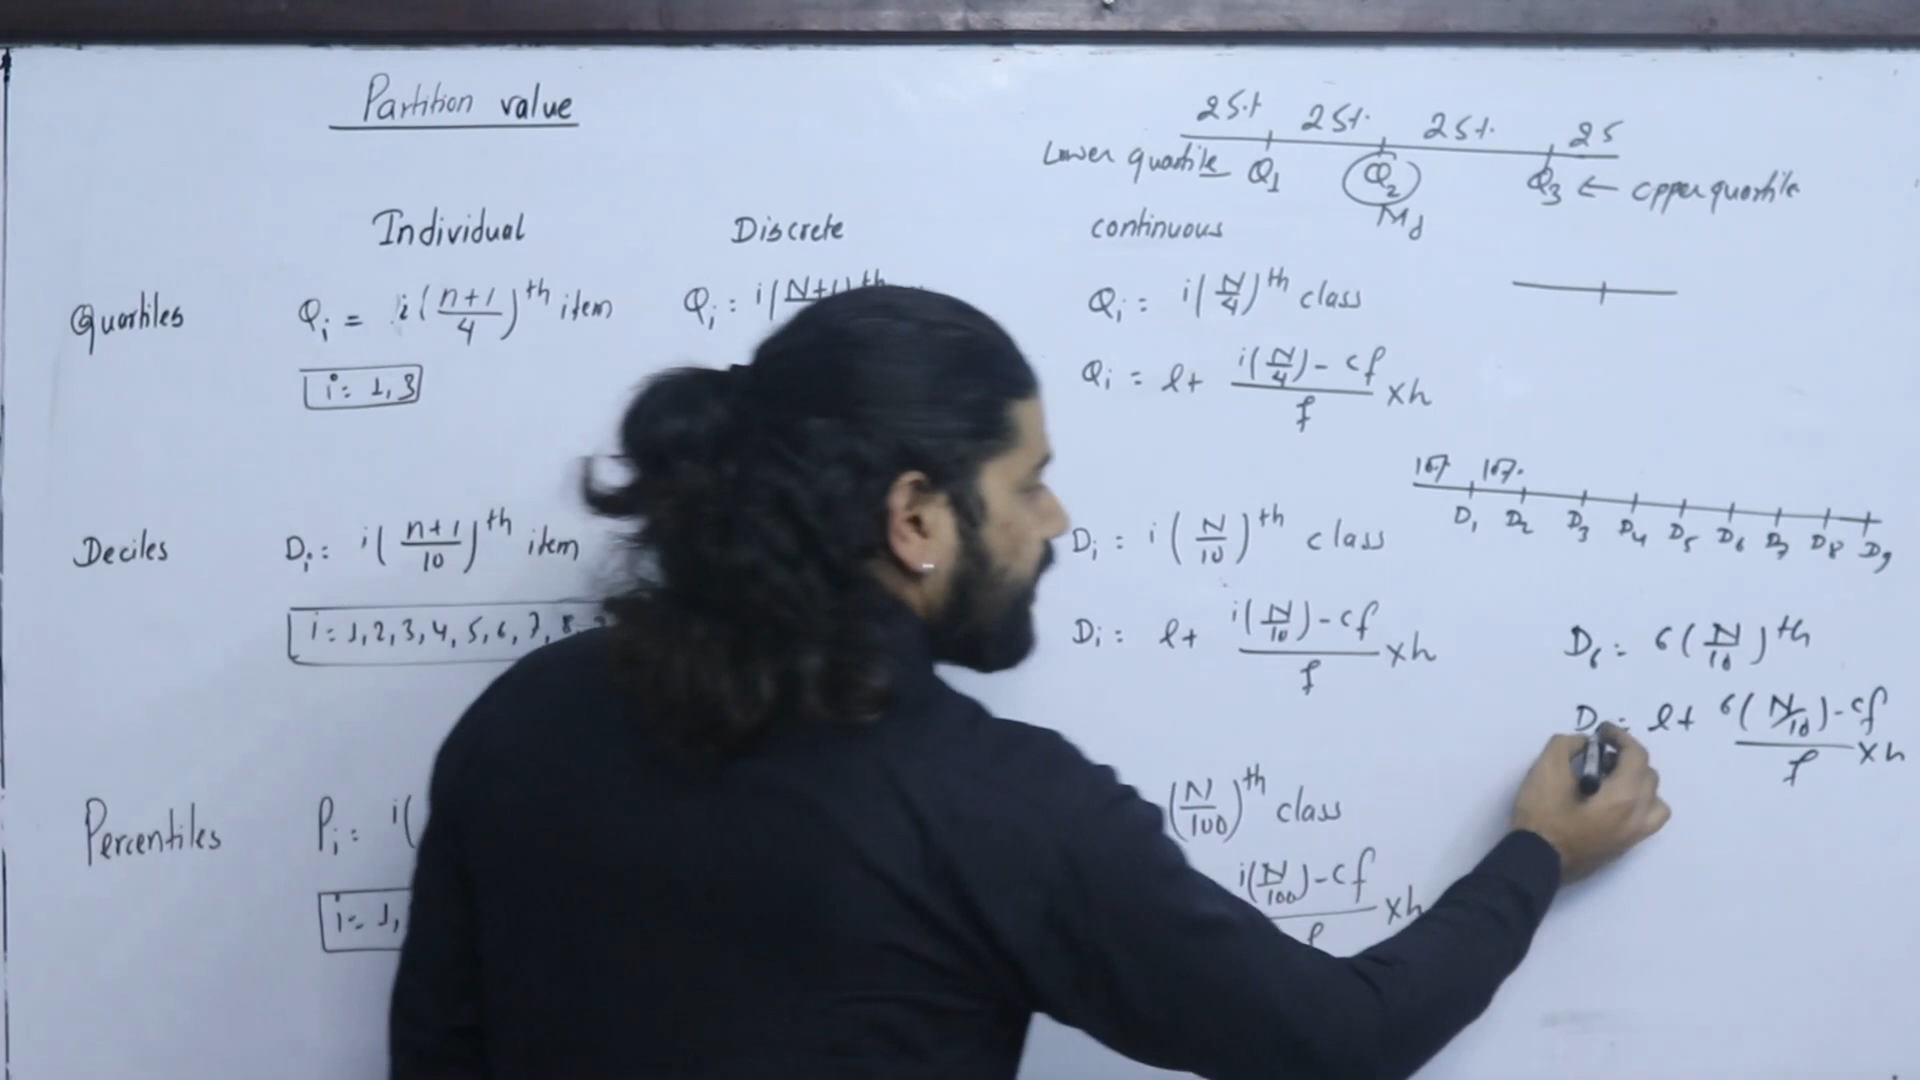 Partition value
25% 25% 25% 25
Lower quartile Q₁ Q₂ Q₃ ← upper quartile
Md
Individual Discrete continuous
Quartiles Qᵢ = i((n+1)/4)^th item Qᵢ : i(N+1)^th Qᵢ = i(N/4)^th class
i = 1, 3 Qᵢ = l+ (i(N/4) - cf)/f × h
10% 10%
D₁ D₂ D₃ D₄ D₅ D₆ D₇ D₈ D₉
Deciles Dᵢ = i((n+1)/10)^th item Dᵢ = i(N/10)^th class
i = 1, 2, 3, 4, 5, 6, 7, 8, Dᵢ = l+ (i(N/10) - cf)/f × h D₆ = 6(N/10)^th
D = l+ (6(N/10) - cf)/f × h
Percentiles Pᵢ = i( (N/100)^th class
i = 1, (i(N/100) - cf)/f × h